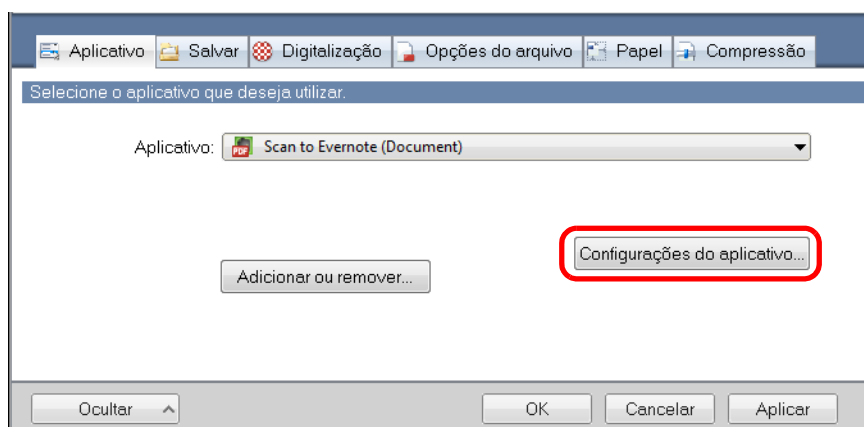 Aplicativo Salvar Digitalização Opções do arquivo Papel Compressão
Selecione o aplicativo que deseja utilizar.
Aplicativo: PDF Scan to Evernote (Document)
Configurações do aplicativo...
Adicionar ou remover...
Ocultar OK Cancelar Aplicar